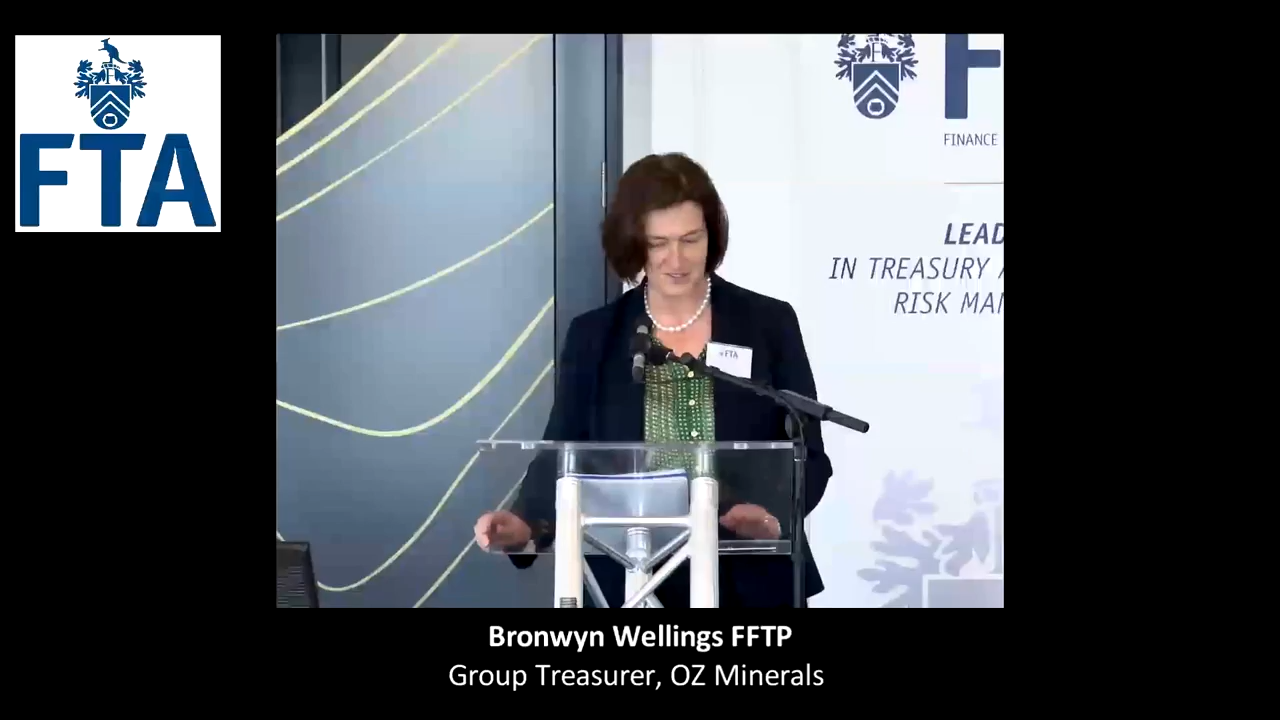 FTA
F
FINANCE
LEAD
IN TREASURY
RISK MAN
FTA
Bronwyn Wellings FFTP
Group Treasurer, OZ Minerals